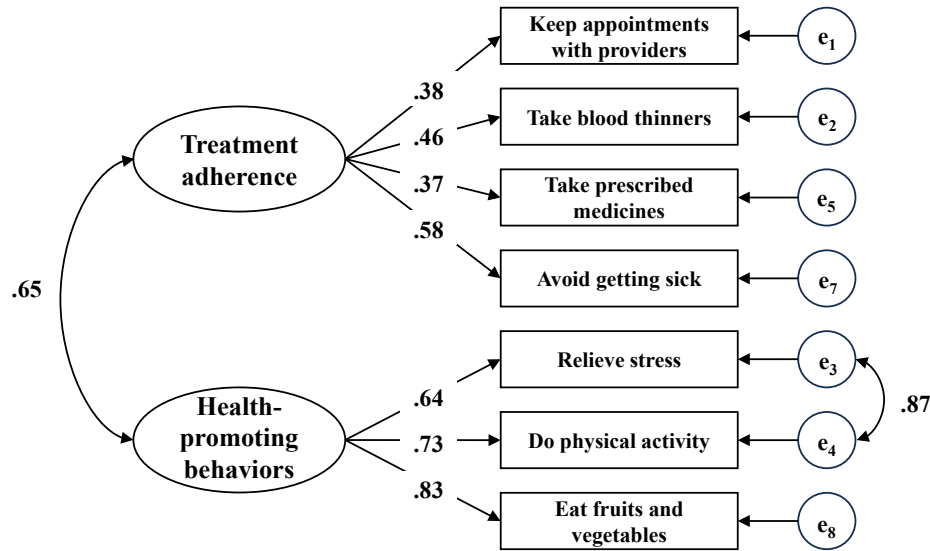 Keep appointments
with providers
e1
.38
Treatment
adherence
.46
Take blood thinners
e2
.37
Take prescribed
medicines
e5
.58
Avoid getting sick
e7
.65
Relieve stress
e3
.64
.87
Health-
promoting
behaviors
.73
Do physical activity
e4
.83
Eat fruits and
vegetables
e8